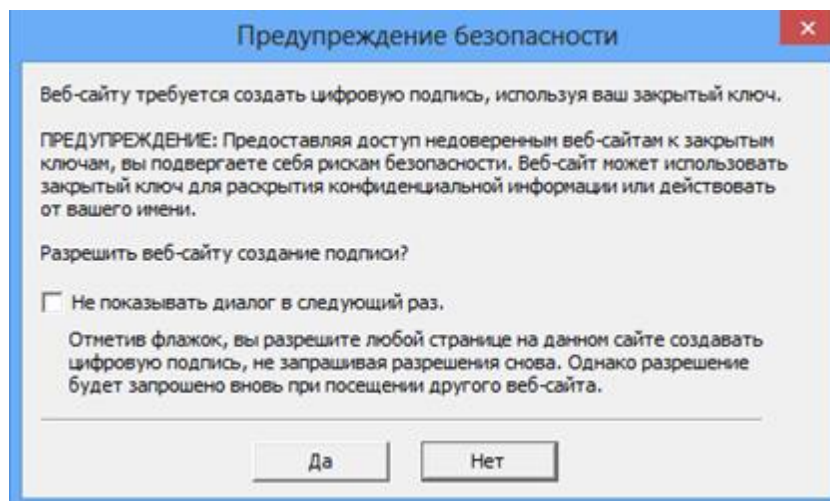 Предупреждение безопасности
Веб-сайту требуется создать цифровую подпись, используя ваш закрытый ключ.
ПРЕДУПРЕЖДЕНИЕ: Предоставляя доступ недоверенным веб-сайтам к закрытым
ключам, вы подвергаете себя рискам безопасности. Веб-сайт может использовать
закрытый ключ для раскрытия конфиденциальной информации или действовать
от вашего имени.
Разрешить веб-сайту создание подписи?
Не показывать диалог в следующий раз.
Отметив флажок, вы разрешите любой странице на данном сайте создавать
цифровую подпись, не запрашивая разрешения снова. Однако разрешение
будет запрошено вновь при посещении другого веб-сайта.
Да
Нет